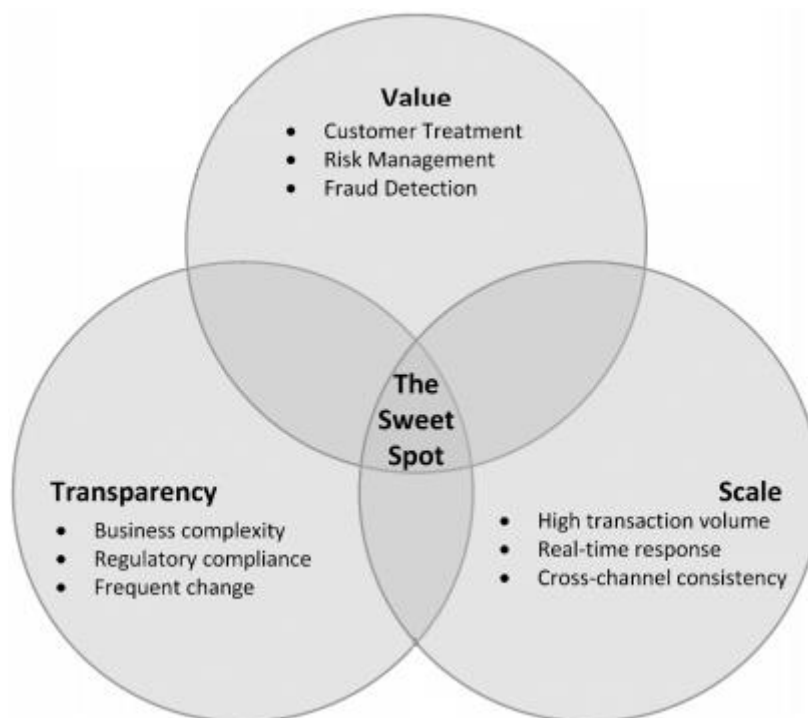 Value
• Customer Treatment
• Risk Management
• Fraud Detection
The
Sweet
Spot
Transparency
• Business complexity
• Regulatory compliance
• Frequent change
Scale
• High transaction volume
• Real-time response
• Cross-channel consistency